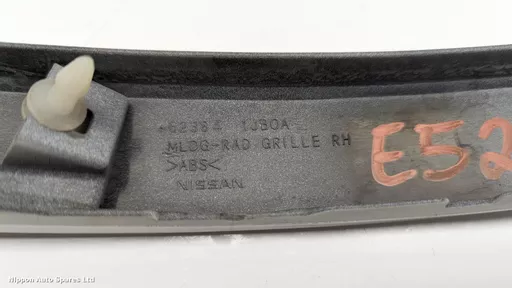 62384 1JB0A
MLDG-RAD GRILLE RH
>ABS<
NISSAN
E52
Nippon Auto Spares Ltd